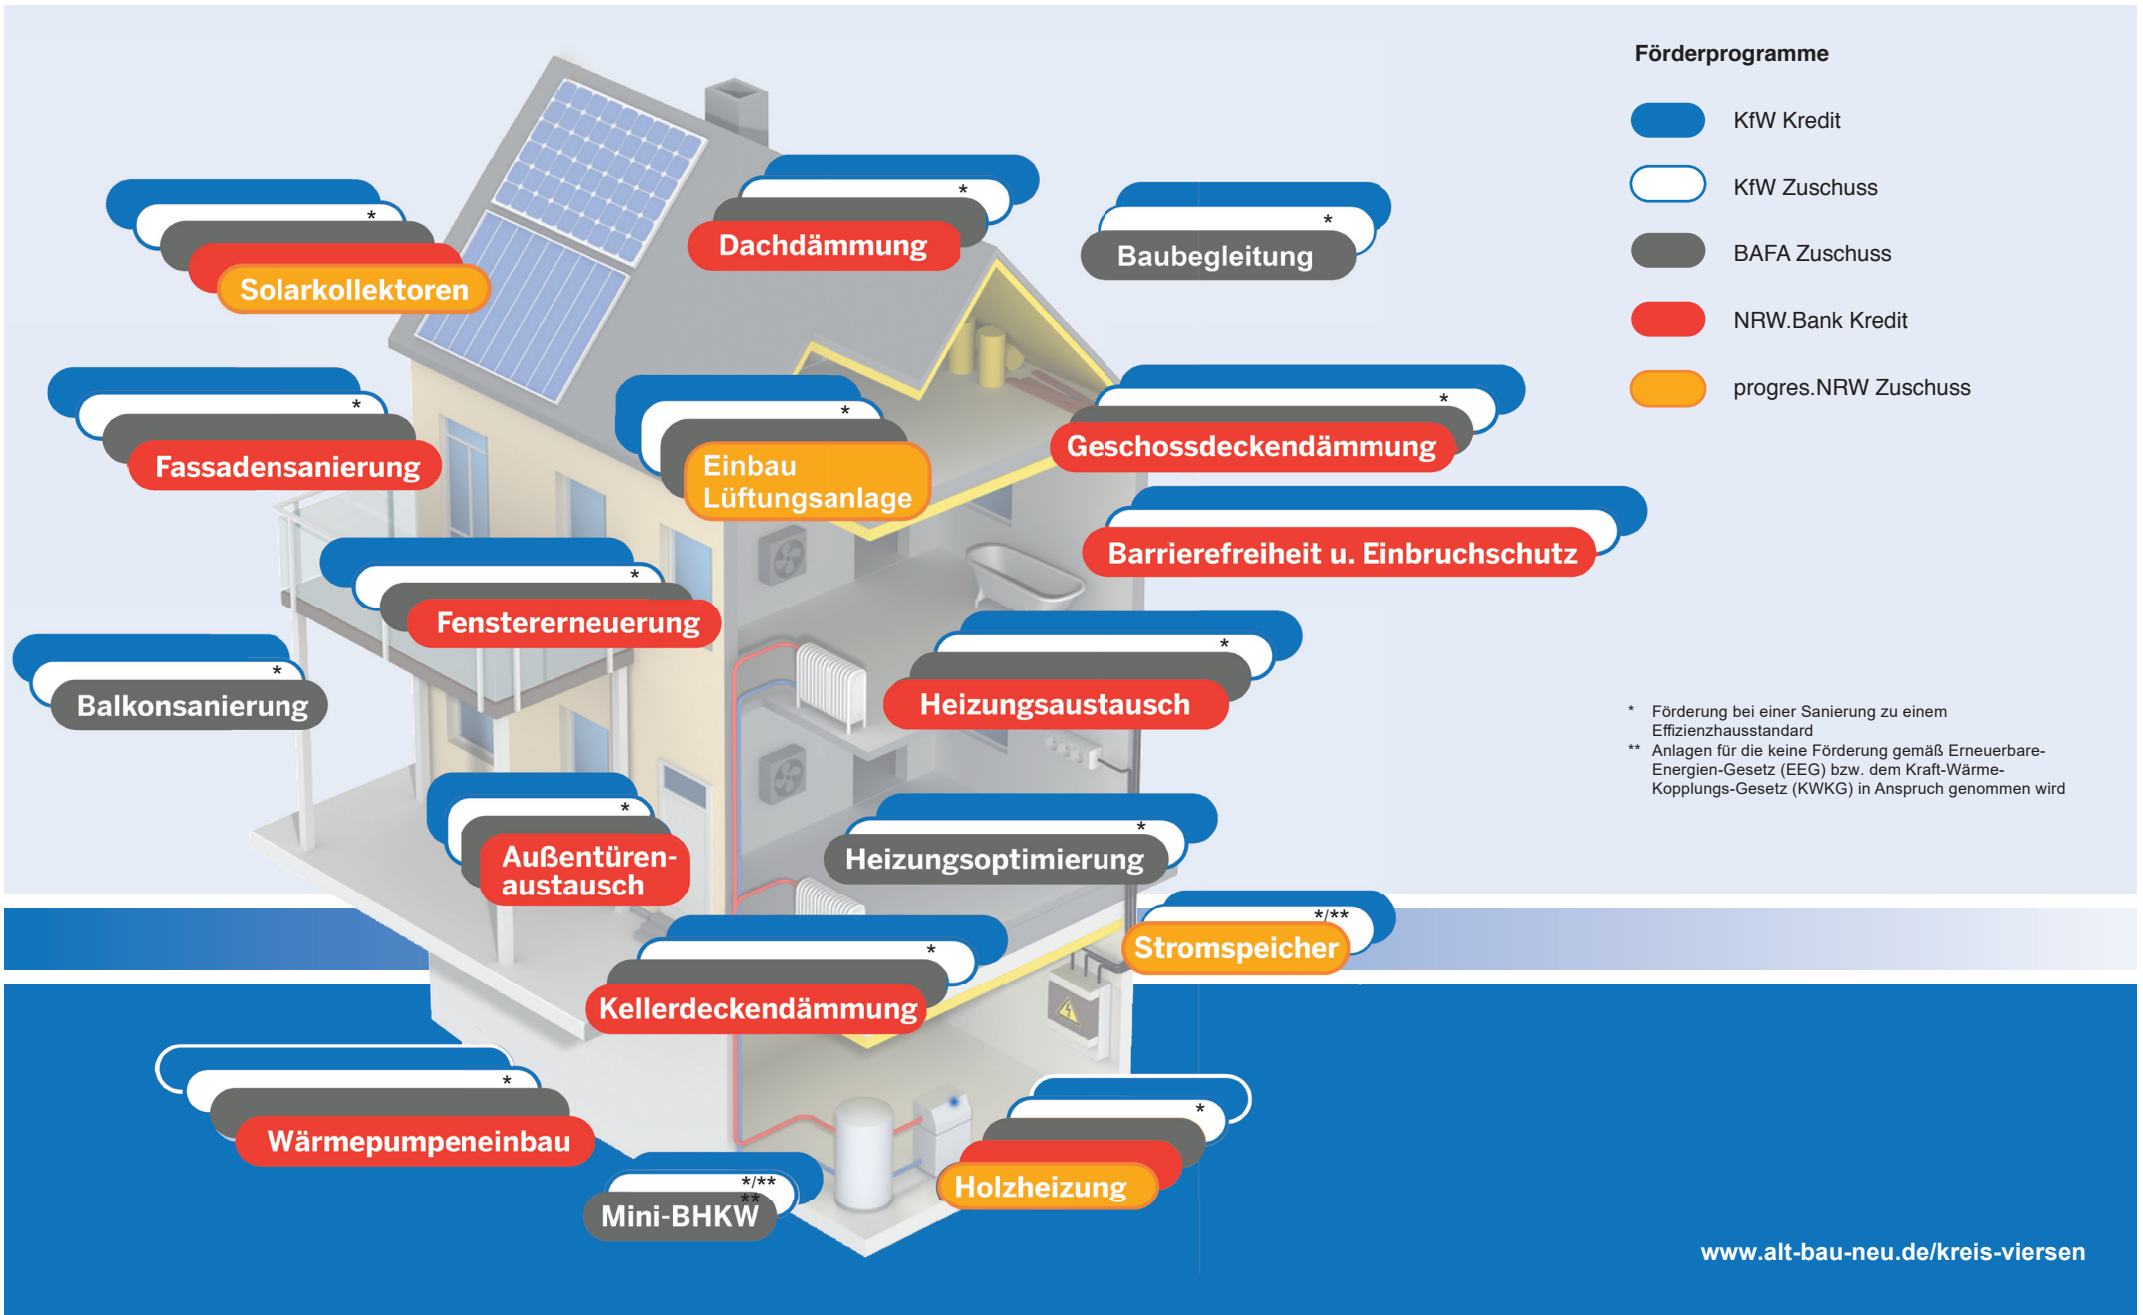 Förderprogramme
KfW Kredit
KfW Zuschuss
BAFA Zuschuss
NRW.Bank Kredit
progres.NRW Zuschuss
*
Dachdämmung
*
Baubegleitung
*
Solarkollektoren
*
Fassadensanierung
*
Einbau
Lüftungsanlage
*
Geschossdeckendämmung
Barrierefreiheit u. Einbruchschutz
*
Fenstererneuerung
*
Balkonsanierung
*
Heizungsaustausch
* Förderung bei einer Sanierung zu einem
Effizienzhausstandard
** Anlagen für die keine Förderung gemäß Erneuerbare-
Energien-Gesetz (EEG) bzw. dem Kraft-Wärme-
Kopplungs-Gesetz (KWKG) in Anspruch genommen wird
*
Außentüren-
austausch
*
Heizungsoptimierung
*/**
Stromspeicher
*
Kellerdeckendämmung
*
Wärmepumpeneinbau
*/**
**
Mini-BHKW
*
Holzheizung
www.alt-bau-neu.de/kreis-viersen